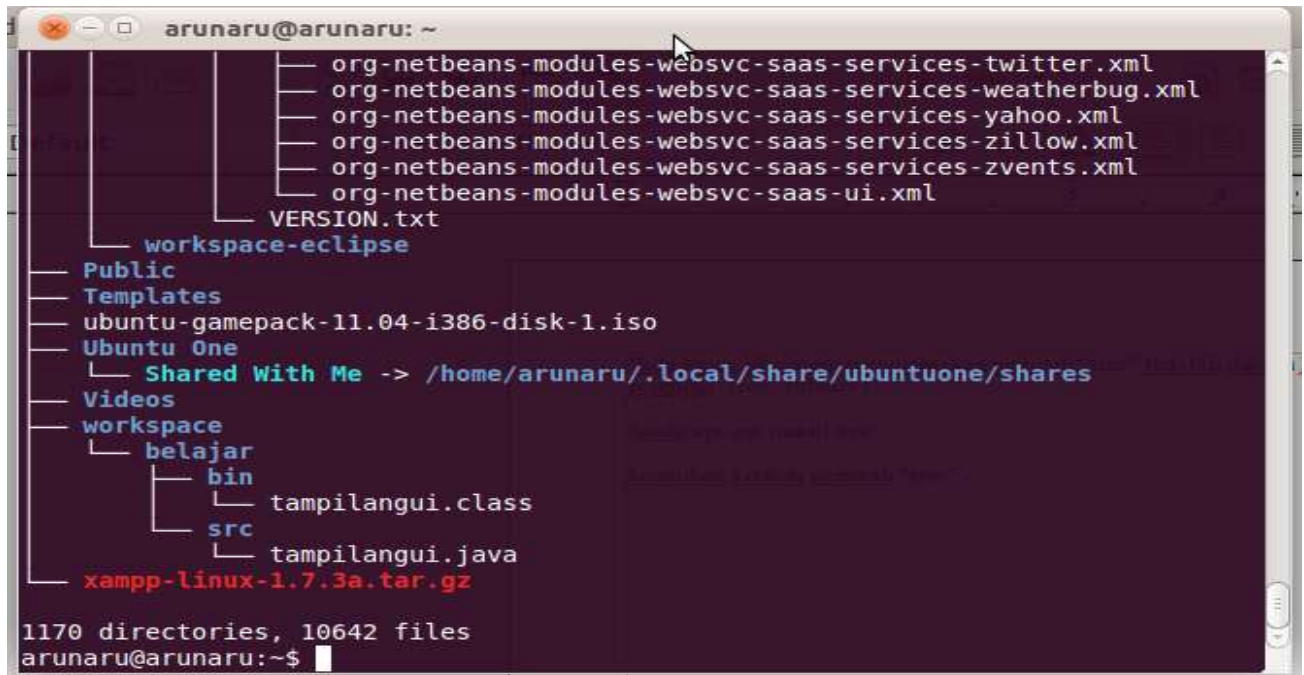 arunaru@arunaru: ~
├── org-netbeans-modules-websvc-saas-services-twitter.xml
├── org-netbeans-modules-websvc-saas-services-weatherbug.xml
├── org-netbeans-modules-websvc-saas-services-yahoo.xml
├── org-netbeans-modules-websvc-saas-services-zillow.xml
├── org-netbeans-modules-websvc-saas-services-zvents.xml
└── org-netbeans-modules-websvc-saas-ui.xml
└── VERSION.txt
└── workspace-eclipse
├── Public
├── Templates
├── ubuntu-gamepack-11.04-i386-disk-1.iso
├── Ubuntu One
└── Shared With Me -> /home/arunaru/.local/share/ubuntuone/shares
├── Videos
├── workspace
└── belajar
├── bin
└── tampilangui.class
└── src
└── tampilangui.java
└── xampp-linux-1.7.3a.tar.gz
1170 directories, 10642 files
arunaru@arunaru:~$